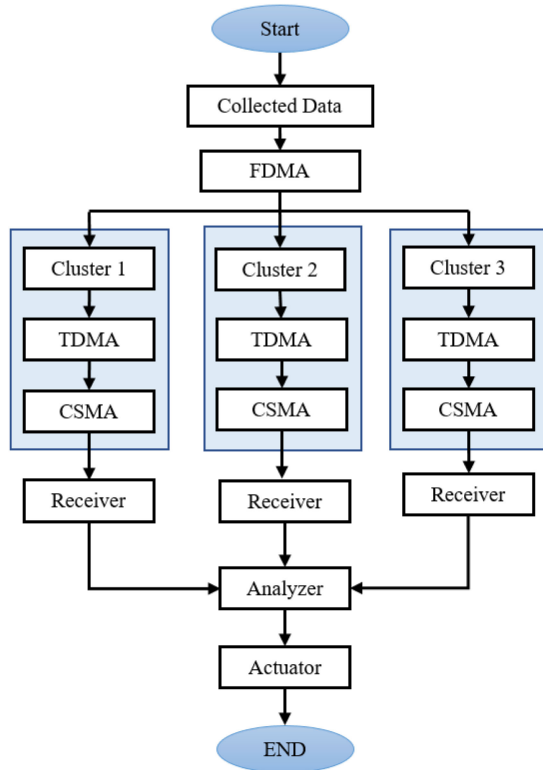 Start
Collected Data
FDMA
Cluster 1
Cluster 2
Cluster 3
TDMA
TDMA
TDMA
CSMA
CSMA
CSMA
Receiver
Receiver
Receiver
Analyzer
Actuator
END